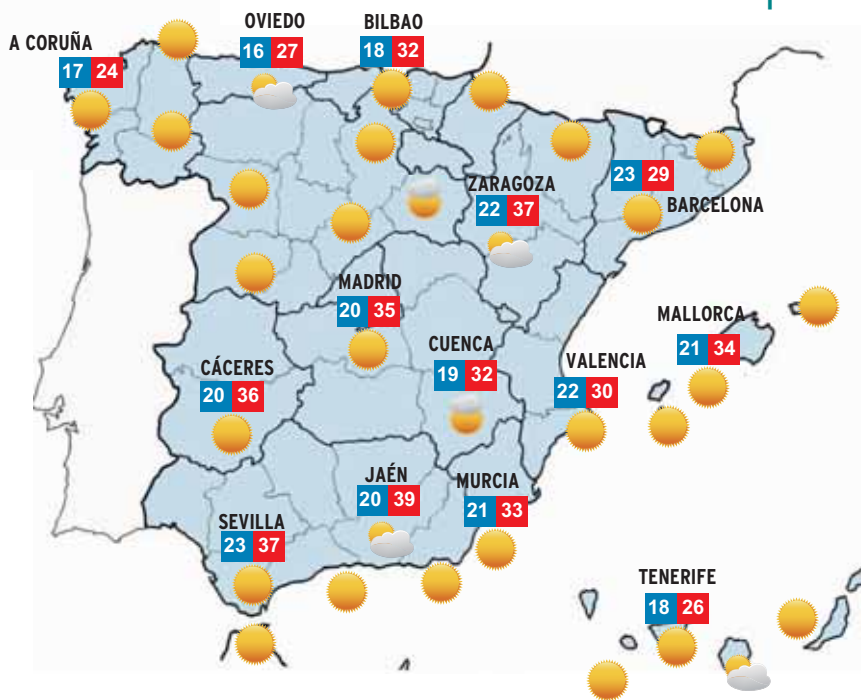 OVIEDO
16 27
BILBAO
18 32
A CORUÑA
17 24
ZARAGOZA
22 37
23 29
BARCELONA
MADRID
20 35
MALLORCA
21 34
CUENCA
19 32
VALENCIA
22 30
CÁCERES
20 36
JAÉN
20 39
MURCIA
21 33
SEVILLA
23 37
TENERIFE
18 26